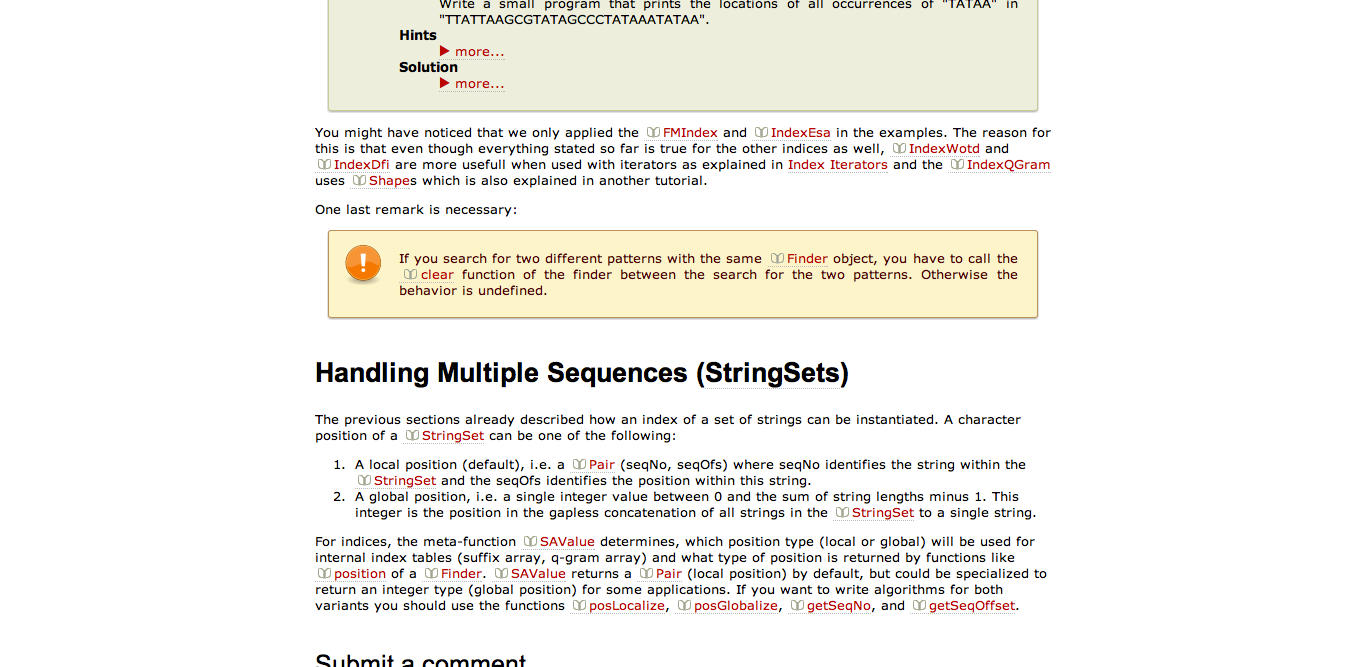 Write a small program that prints the locations of all occurrences of "TATAA" in
"TTATTAAGCGTATAGCCCTATAAATATAA".
Hints
more...
Solution
more...
You might have noticed that we only applied the FMIndex and IndexEsa in the examples. The reason for
this is that even though everything stated so far is true for the other indices as well, IndexWotd and
IndexDfi are more usefull when used with iterators as explained in Index Iterators and the IndexQGram
uses Shapes which is also explained in another tutorial.
One last remark is necessary:
If you search for two different patterns with the same Finder object, you have to call the
clear function of the finder between the search for the two patterns. Otherwise the
behavior is undefined.
Handling Multiple Sequences (StringSets)
The previous sections already described how an index of a set of strings can be instantiated. A character
position of a StringSet can be one of the following:
1. A local position (default), i.e. a Pair (seqNo, seqOfs) where seqNo identifies the string within the
StringSet and the seqOfs identifies the position within this string.
2. A global position, i.e. a single integer value between 0 and the sum of string lengths minus 1. This
integer is the position in the gapless concatenation of all strings in the StringSet to a single string.
For indices, the meta-function SAValue determines, which position type (local or global) will be used for
internal index tables (suffix array, q-gram array) and what type of position is returned by functions like
position of a Finder. SAValue returns a Pair (local position) by default, but could be specialized to
return an integer type (global position) for some applications. If you want to write algorithms for both
variants you should use the functions posLocalize, posGlobalize, getSeqNo, and getSeqOffset.
Submit a comment